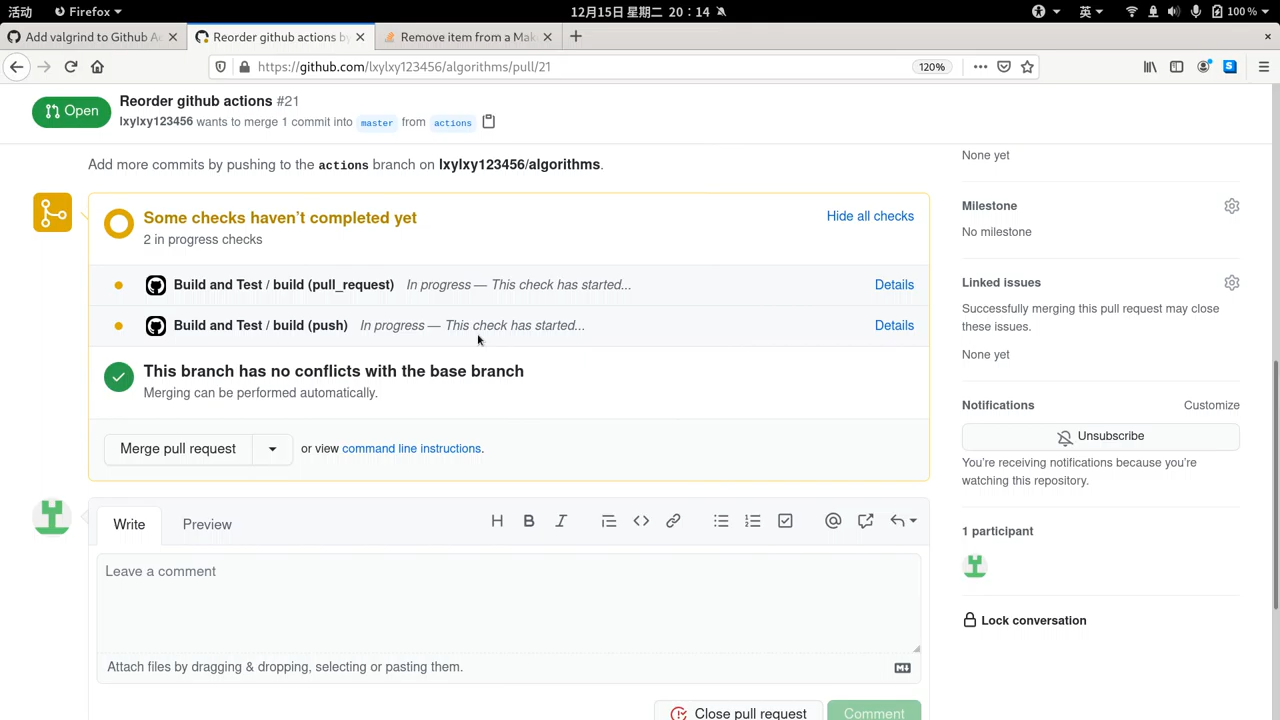 活动 Firefox 12月15日 星期二 20：14 英 100 %
Add valgrind to Github Ac Reorder github actions by Remove item from a Mak
https://github.com/lxylxy123456/algorithms/pull/21 120%
Open Reorder github actions #21
lxylxy123456 wants to merge 1 commit into master from actions
Add more commits by pushing to the actions branch on lxylxy123456/algorithms.
Some checks haven't completed yet Hide all checks
2 in progress checks
Build and Test / build (pull_request) In progress — This check has started... Details
Build and Test / build (push) In progress — This check has started... Details
This branch has no conflicts with the base branch
Merging can be performed automatically.
Merge pull request or view command line instructions.
Write Preview
Leave a comment
Attach files by dragging & dropping, selecting or pasting them.
Close pull request Comment
None yet
Milestone
No milestone
Linked issues
Successfully merging this pull request may close
these issues.
None yet
Notifications Customize
Unsubscribe
You're receiving notifications because you're
watching this repository.
1 participant
Lock conversation